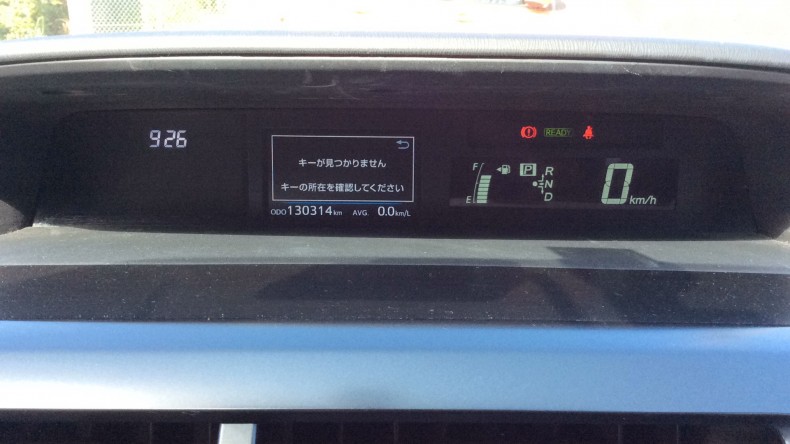 926
キーが見つかりません
キーの所在を確認してください
ODO 130314 km AVG. 0.0 km/L
READY
F
E
P
R
N
D
0 km/h